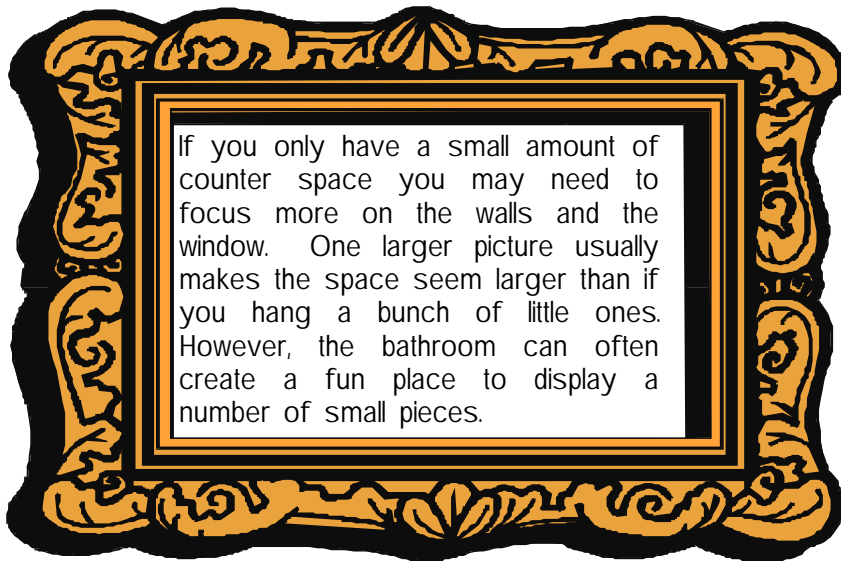 If you only have a small amount of
counter space you may need to
focus more on the walls and the
window. One larger picture usually
makes the space seem larger than if
you hang a bunch of little ones.
However, the bathroom can often
create a fun place to display a
number of small pieces.